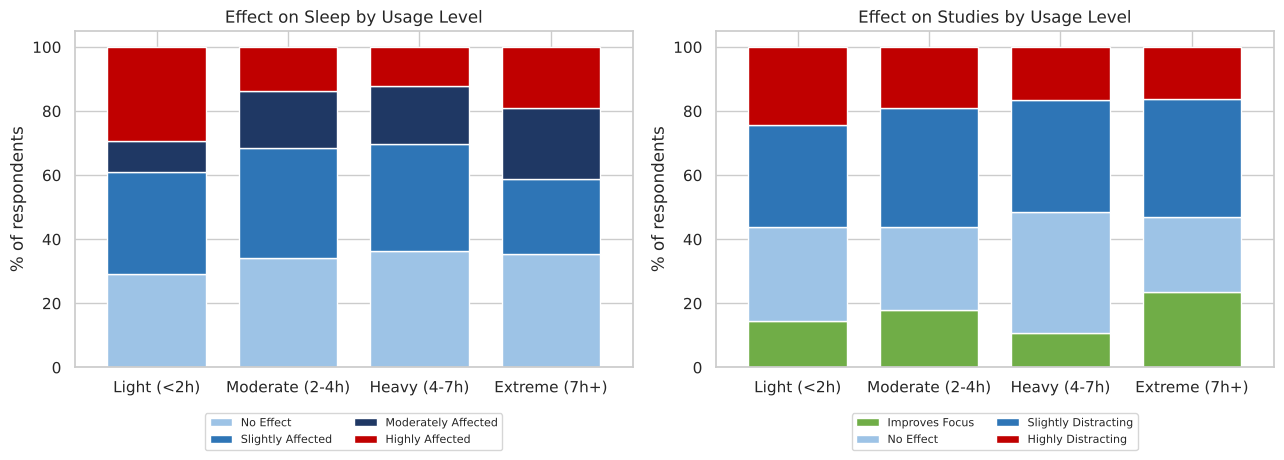 Effect on Sleep by Usage Level
% of respondents
100
80
60
40
20
0
Light (<2h) Moderate (2-4h) Heavy (4-7h) Extreme (7h+)
No Effect Moderately Affected
Slightly Affected Highly Affected
Effect on Studies by Usage Level
% of respondents
100
80
60
40
20
0
Light (<2h) Moderate (2-4h) Heavy (4-7h) Extreme (7h+)
Improves Focus Slightly Distracting
No Effect Highly Distracting